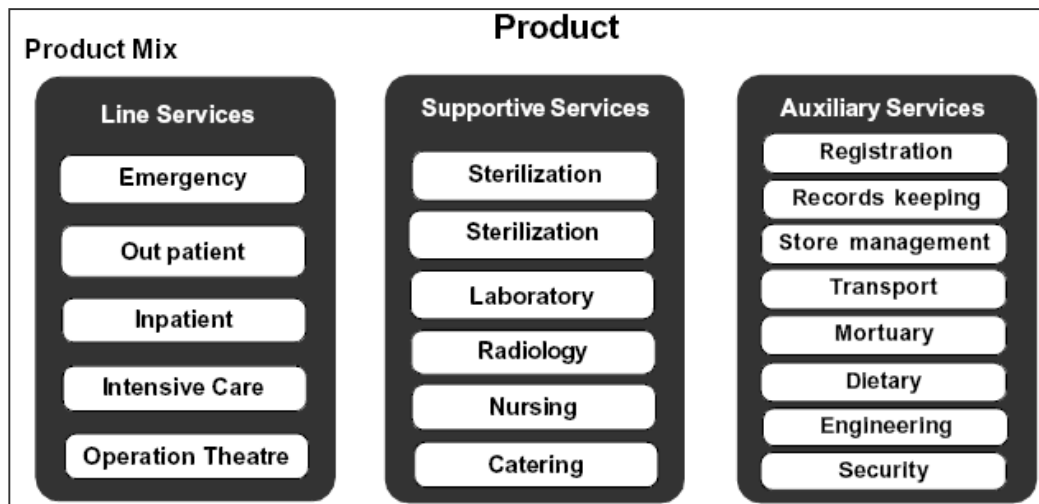 Product
Product Mix
Line Services
Emergency
Out patient
Inpatient
Intensive Care
Operation Theatre
Supportive Services
Sterilization
Sterilization
Laboratory
Radiology
Nursing
Catering
Auxiliary Services
Registration
Records keeping
Store management
Transport
Mortuary
Dietary
Engineering
Security